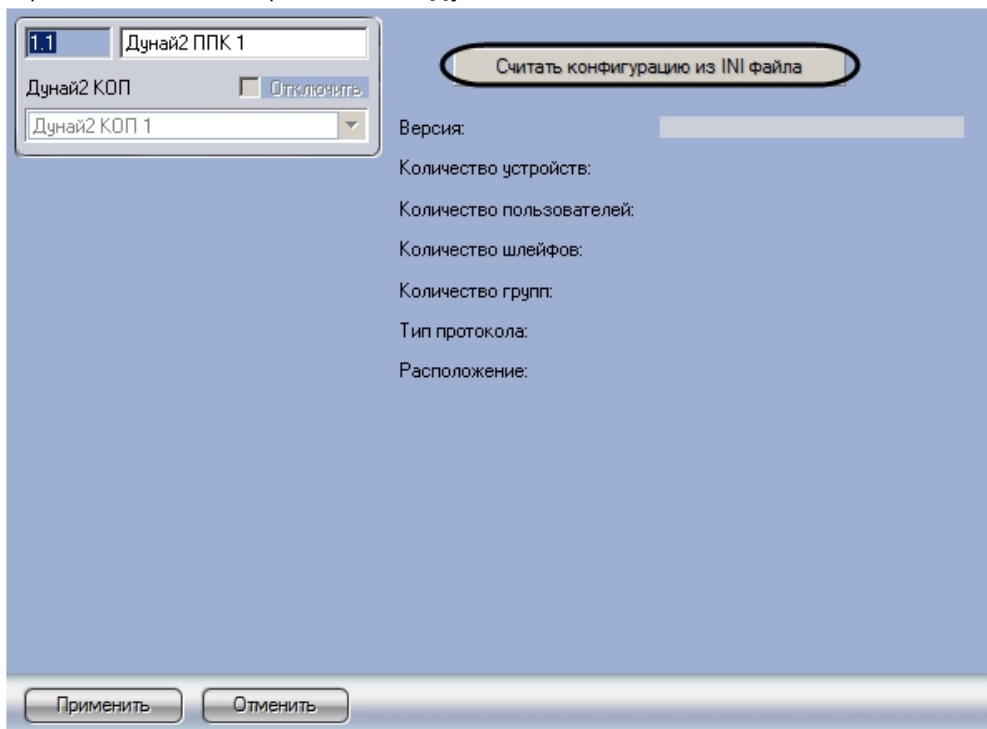 1.1 Дунай2 ППК 1
Дунай2 КОП Отключить
Дунай2 КОП 1
Считать конфигурацию из INI файла
Версия:
Количество устройств:
Количество пользователей:
Количество шлейфов:
Количество групп:
Тип протокола:
Расположение:
Применить Отменить